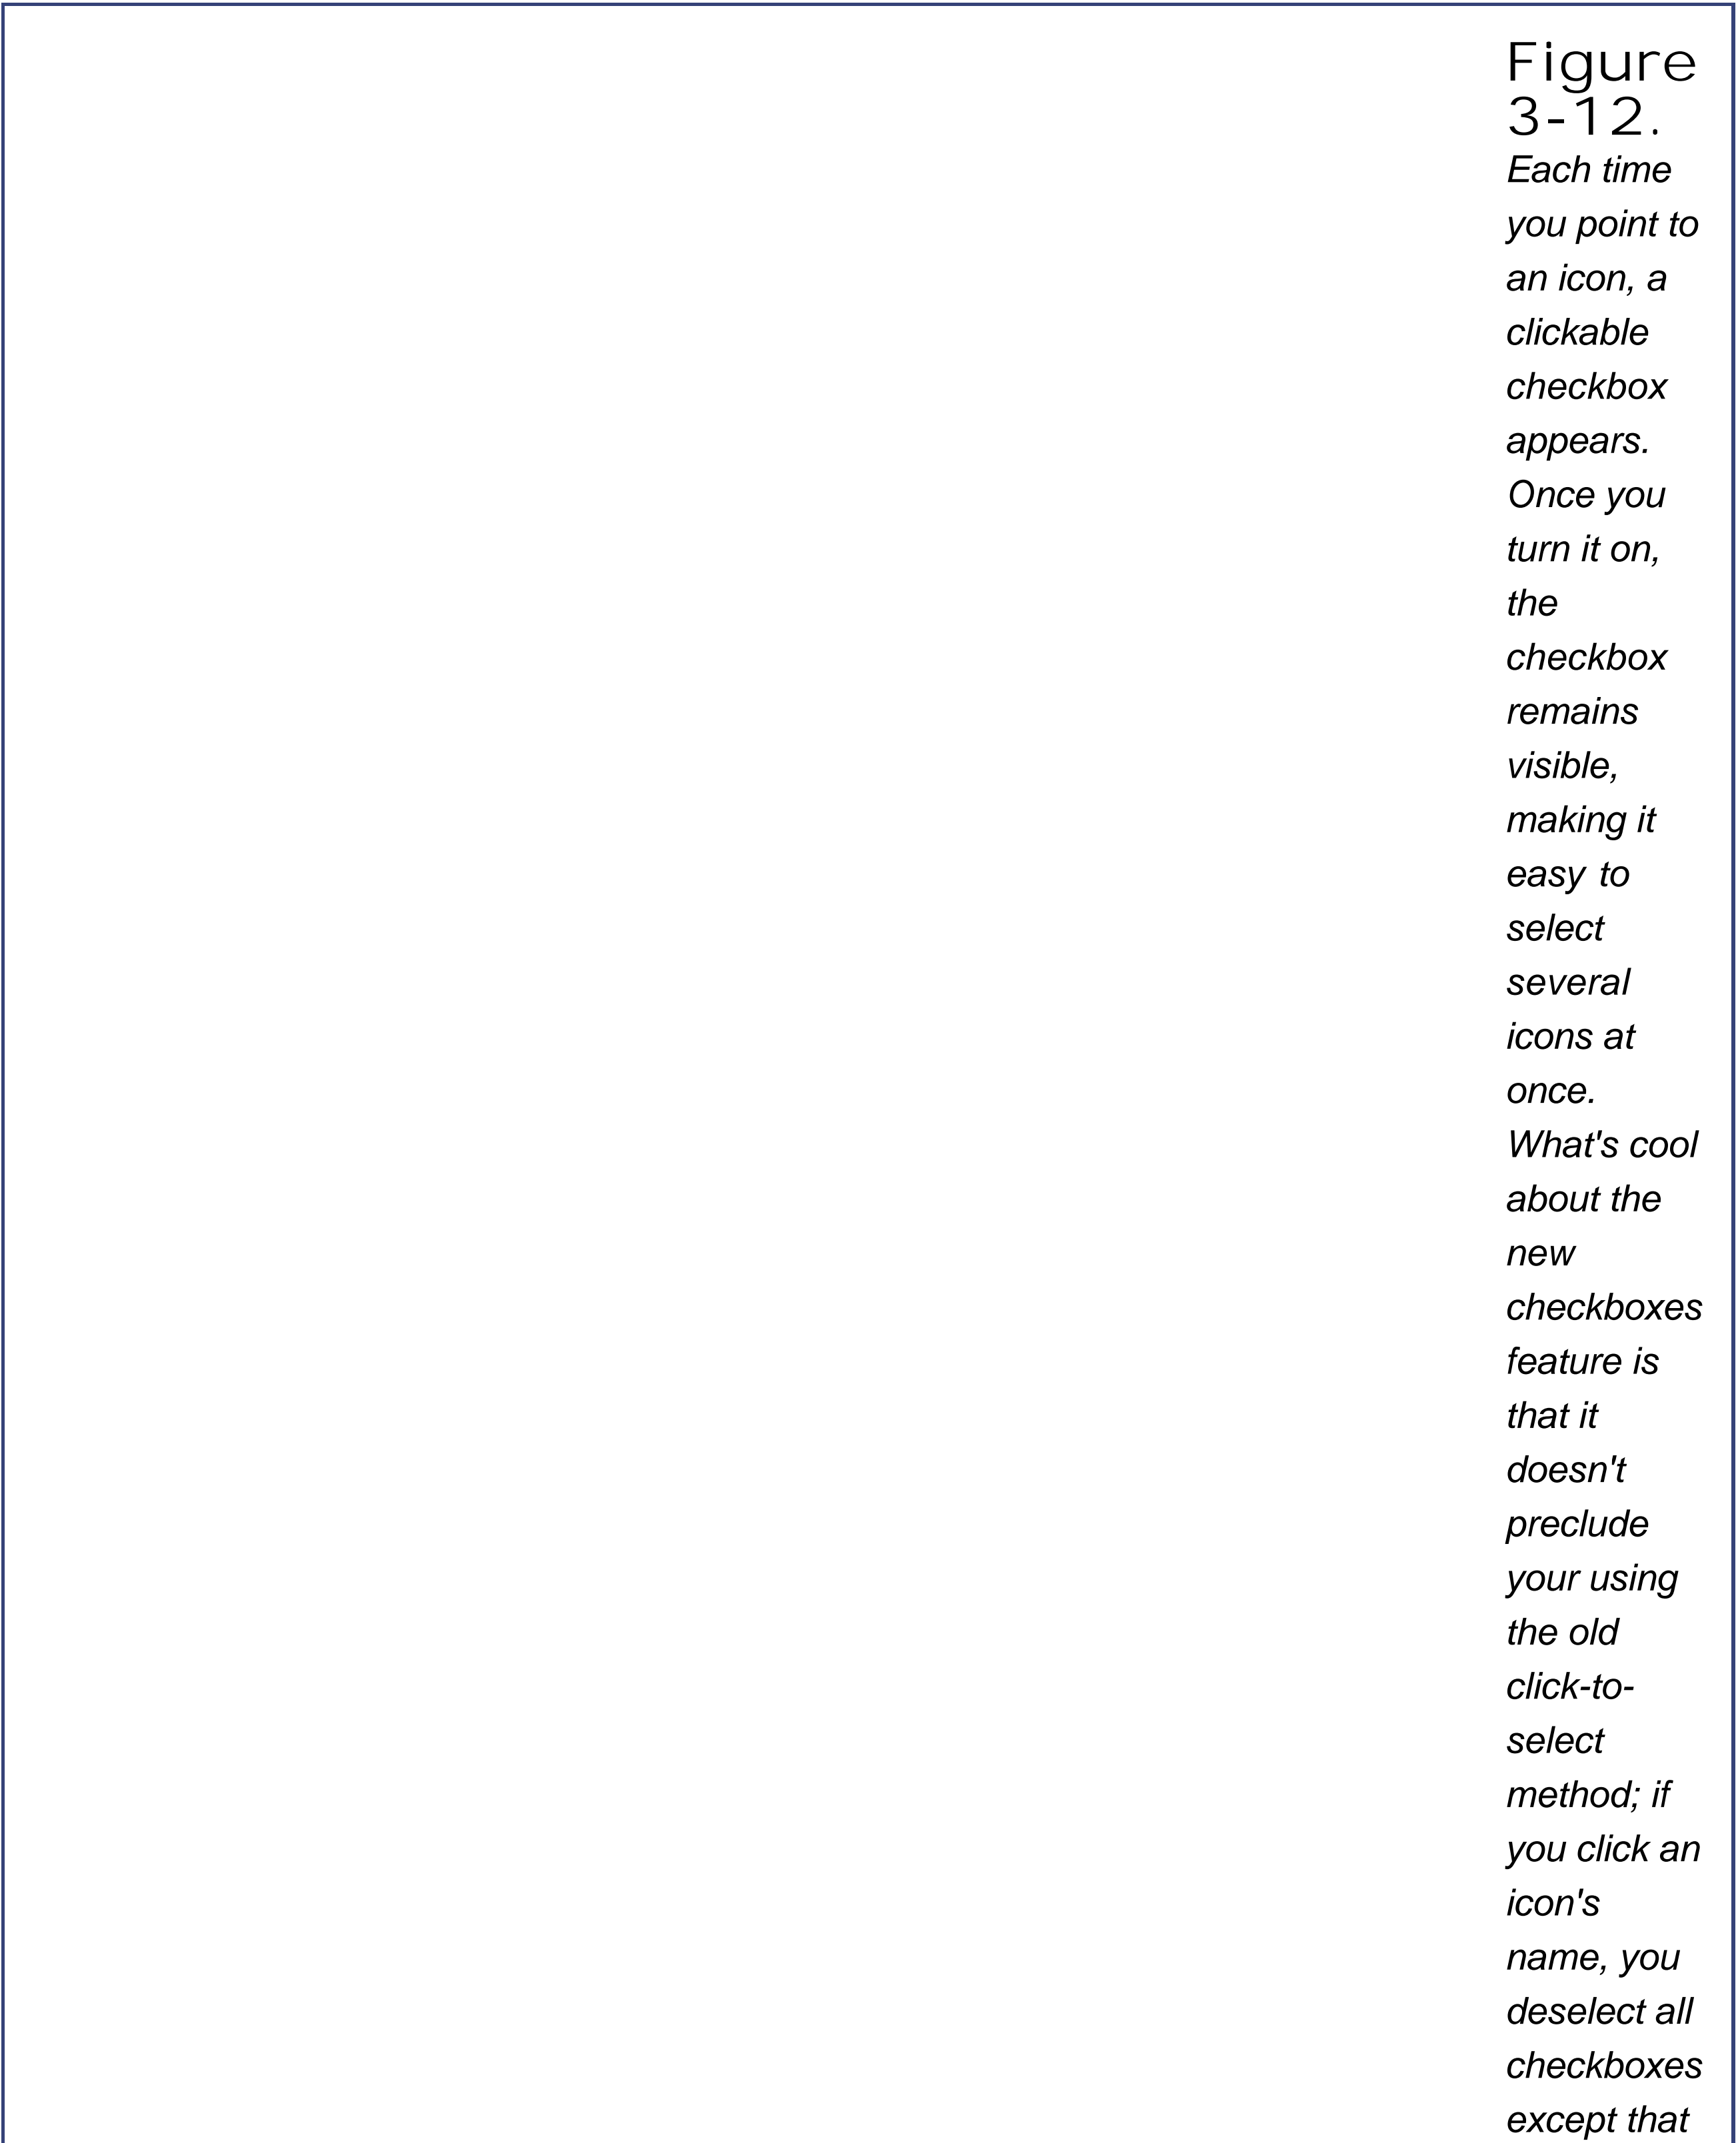 Figure
3-12.
Each time
you point to
an icon, a
clickable
checkbox
appears.
Once you
turn it on,
the
checkbox
remains
visible,
making it
easy to
select
several
icons at
once.
What's cool
about the
new
checkboxes
feature is
that it
doesn't
preclude
your using
the old
click-to-
select
method; if
you click an
icon's
name, you
deselect all
checkboxes
except that